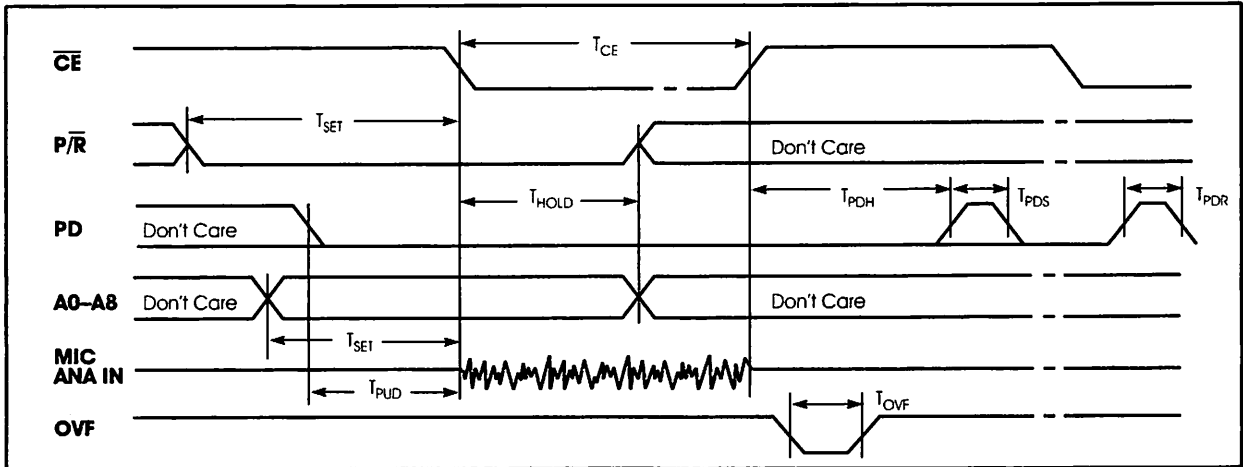 C̅E̅ T_CE
P/R̅ T_SET Don't Care
T_HOLD T_PDH T_PDS T_PDR
PD Don't Care
A0–A8 Don't Care Don't Care
T_SET
MIC
ANA IN
T_PUD
OVF T_OVF